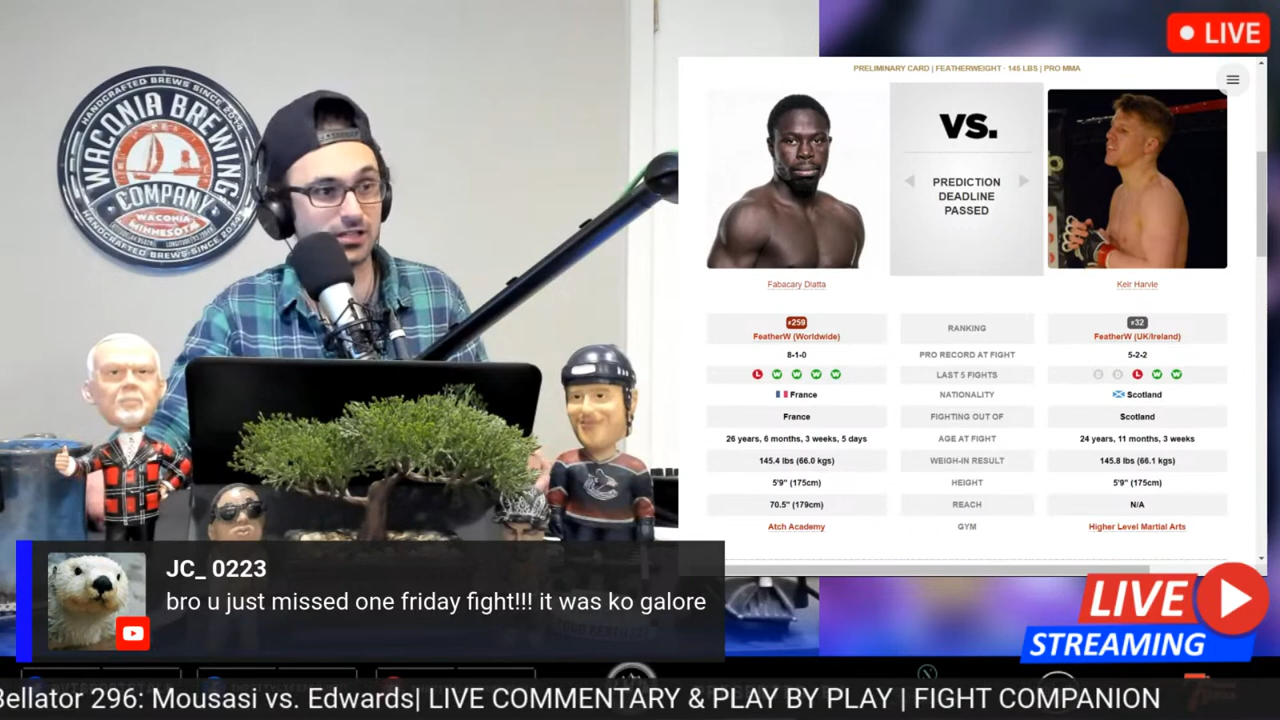 LIVE
PRELIMINARY CARD | FEATHERWEIGHT · 145 LBS | PRO MMA
HANDCRAFTED BREWS SINCE 2014
WACONIA BREWING
COMPANY
WACONIA
MINNESOTA
HANDCRAFTED BREWS SINCE 2014
VS.
PREDICTION
DEADLINE
PASSED
Fabacary Diatta
Keir Harvie
#259
FeatherW (Worldwide)
RANKING
#32
FeatherW (UK/Ireland)
8-1-0
PRO RECORD AT FIGHT
5-2-2
L W W W W
LAST 5 FIGHTS
D D L W W
France
NATIONALITY
Scotland
France
FIGHTING OUT OF
Scotland
26 years, 6 months, 3 weeks, 5 days
AGE AT FIGHT
24 years, 11 months, 3 weeks
145.4 lbs (66.0 kgs)
WEIGH-IN RESULT
145.8 lbs (66.1 kgs)
5'9" (175cm)
HEIGHT
5'9" (175cm)
70.5" (179cm)
REACH
N/A
Atch Academy
GYM
Higher Level Martial Arts
JC_ 0223
bro u just missed one friday fight!!! it was ko galore
LIVE
STREAMING
Bellator 296: Mousasi vs. Edwards| LIVE COMMENTARY & PLAY BY PLAY | FIGHT COMPANION